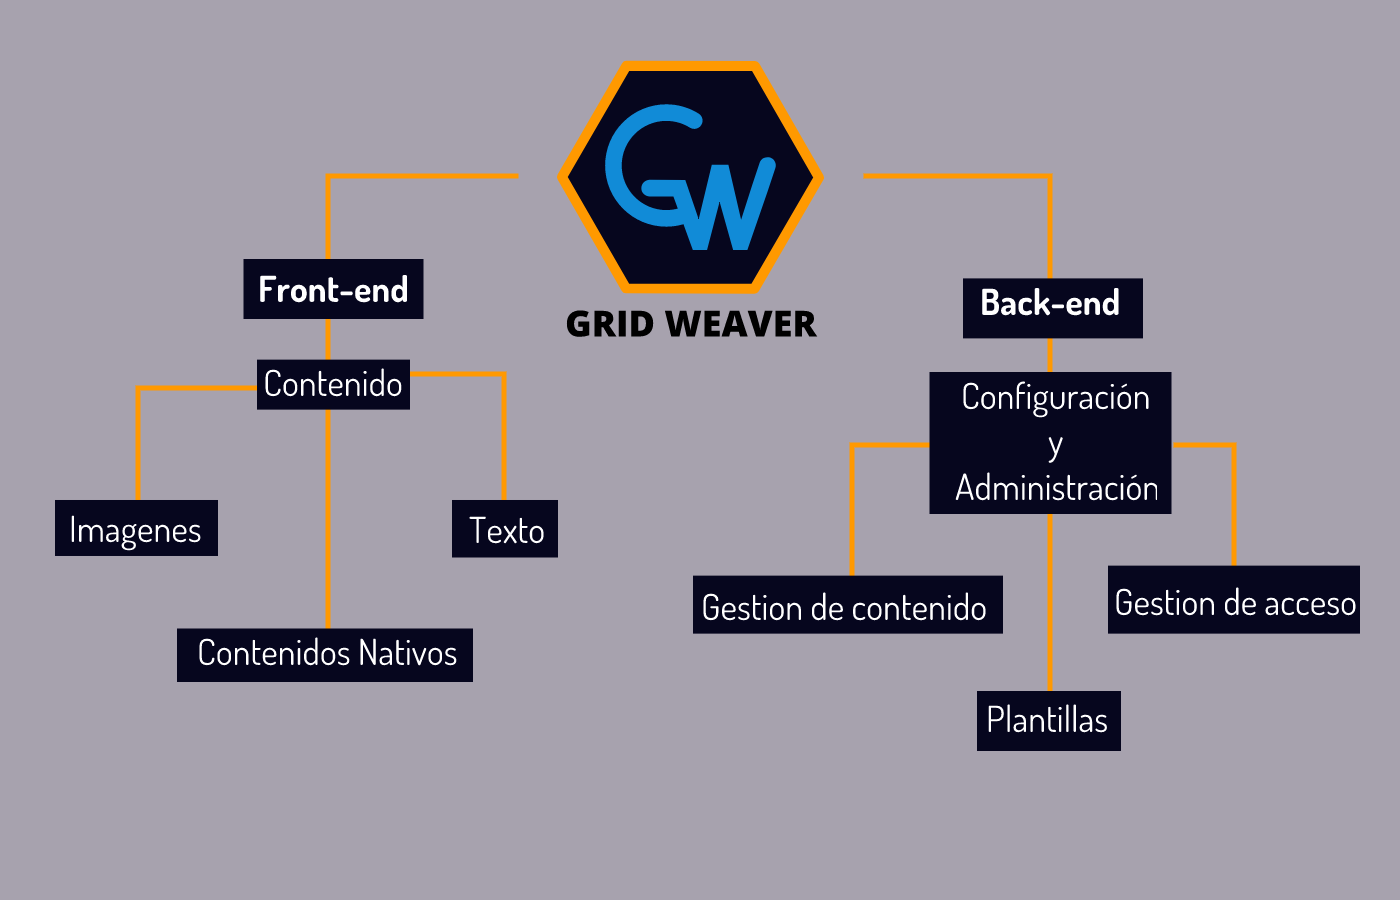 GW
GRID WEAVER
Front-end
Contenido
Imagenes
Texto
Contenidos Nativos
Back-end
Configuración
y
Administración
Gestion de contenido
Gestion de acceso
Plantillas